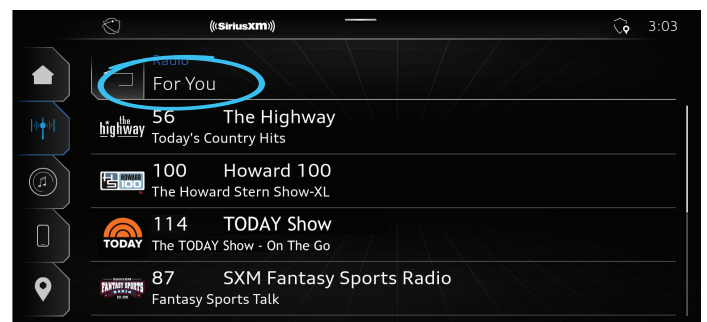 ((SiriusXM))
3:03
Radio
For You
the highway
56 The Highway
Today's Country Hits
HOWARD 100
100 Howard 100
The Howard Stern Show-XL
TODAY
114 TODAY Show
The TODAY Show - On The Go
FANTASY SPORTS
RADIO
87 SXM Fantasy Sports Radio
Fantasy Sports Talk